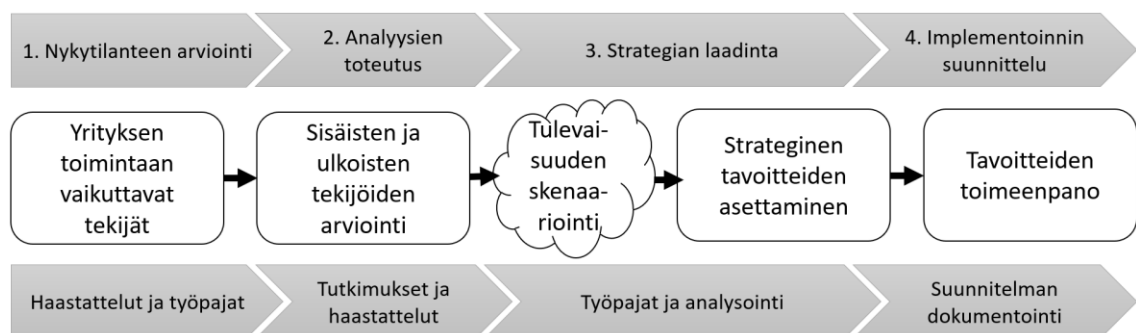 1. Nykytilanteen arviointi
2. Analyysien
toteutus
3. Strategian laadinta
4. Implementoinnin
suunnittelu
Yrityksen
toimintaan
vaikuttavat
tekijät
Sisäisten ja
ulkoisten
tekijöiden
arviointi
Tulevai-
suuden
skenaa-
riointi
Strateginen
tavoitteiden
asettaminen
Tavoitteiden
toimeenpano
Haastattelut ja työpajat
Tutkimukset ja
haastattelut
Työpajat ja analysointi
Suunnitelman
dokumentointi